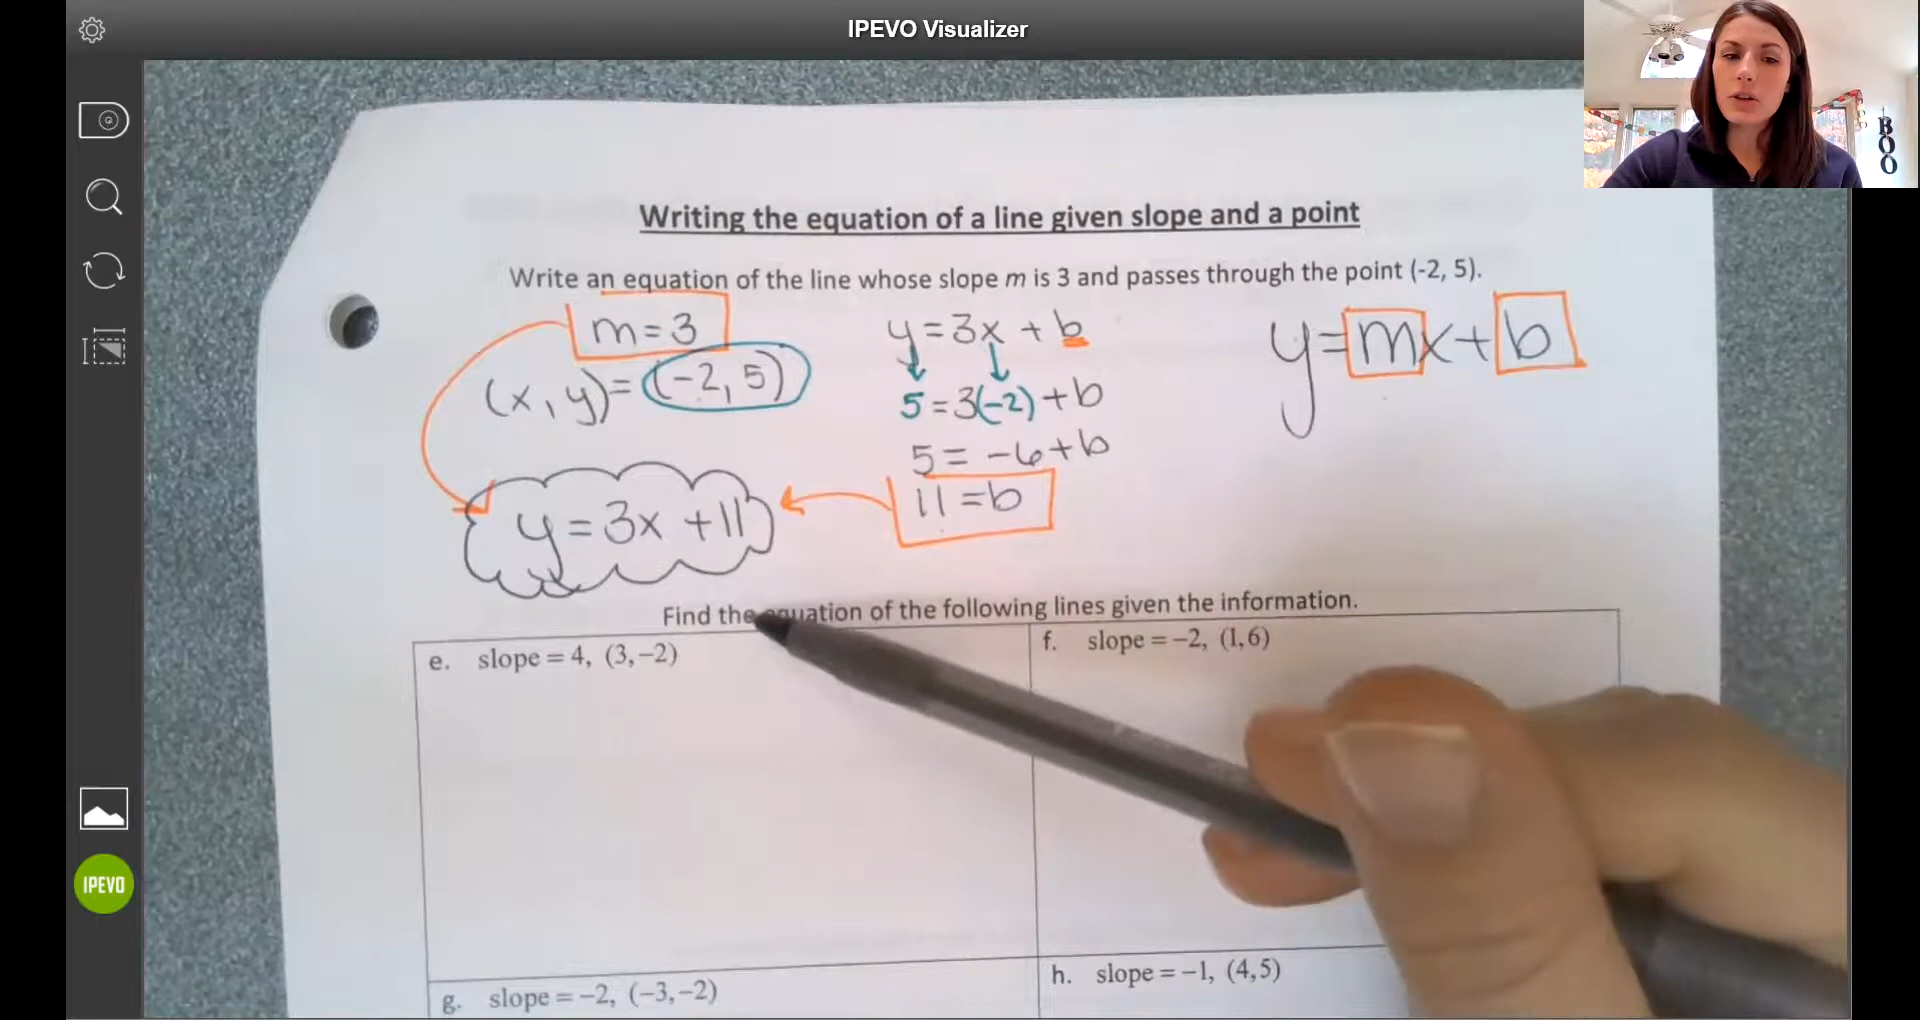 IPEVO Visualizer
BOO
Writing the equation of a line given slope and a point
Write an equation of the line whose slope m is 3 and passes through the point (-2, 5).
m=3
(x, y)= (-2, 5)
y=3x+b
5=3(-2)+b
5=-6+b
11=b
y=mx+b
y=3x+11
Find the equation of the following lines given the information.
e. slope = 4, (3,−2)
f. slope = −2, (1,6)
g. slope = −2, (−3,−2)
h. slope = −1, (4,5)
IPEVO